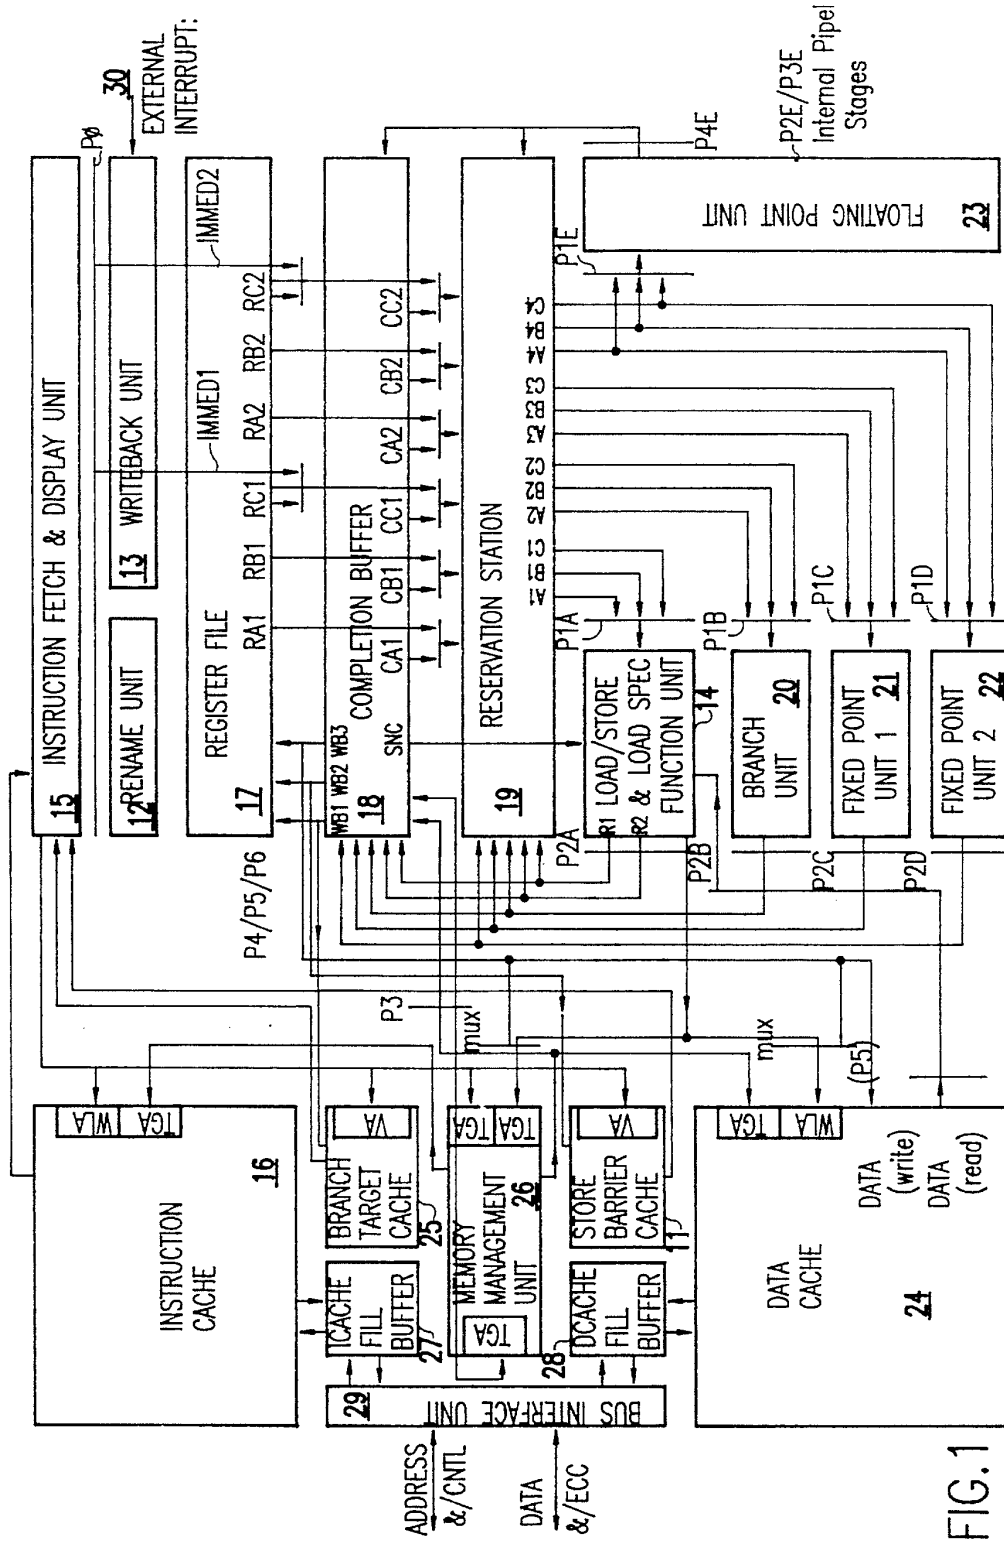 30
EXTERNAL
INTERRUPT:
PØ
15
INSTRUCTION FETCH & DISPLAY UNIT
12
RENAME UNIT
13
WRITEBACK UNIT
17
REGISTER FILE
RA1
RB1
RC1
IMMED1
RA2
RB2
RC2
IMMED2
P4/P5/P6
WB1
WB2
WB3
18
COMPLETION BUFFER
SNC
CA1
CB1
CC1
CA2
CB2
CC2
19
RESERVATION STATION
A1
B1
C1
A2
B2
C2
A3
B3
C3
A4
B4
C4
P1E
P4E
FLOATING POINT UNIT
23
P2E/P3E
Internal Pipel
Stages
P2A
P1A
R1 LOAD/STORE
R2 & LOAD SPEC
FUNCTION UNIT
14
P2B
P1B
BRANCH
UNIT
20
P2C
P1C
FIXED POINT
UNIT 1
21
P2D
P1D
FIXED POINT
UNIT 2
22
P3
mux
mux
(P5)
16
INSTRUCTION
CACHE
WLA
TGA
BRANCH
TARGET
CACHE
25
VA
MEMORY
MANAGEMENT
UNIT
26
TGA
TGA
TGA
STORE
BARRIER
CACHE
11
VA
ICACHE
FILL
BUFFER
27
DCACHE
FILL
BUFFER
28
29
BUS INTERFACE UNIT
ADDRESS
&/CNTL
DATA
&/ECC
DATA
CACHE
24
TGA
WLA
DATA
(write)
DATA
(read)
FIG.1